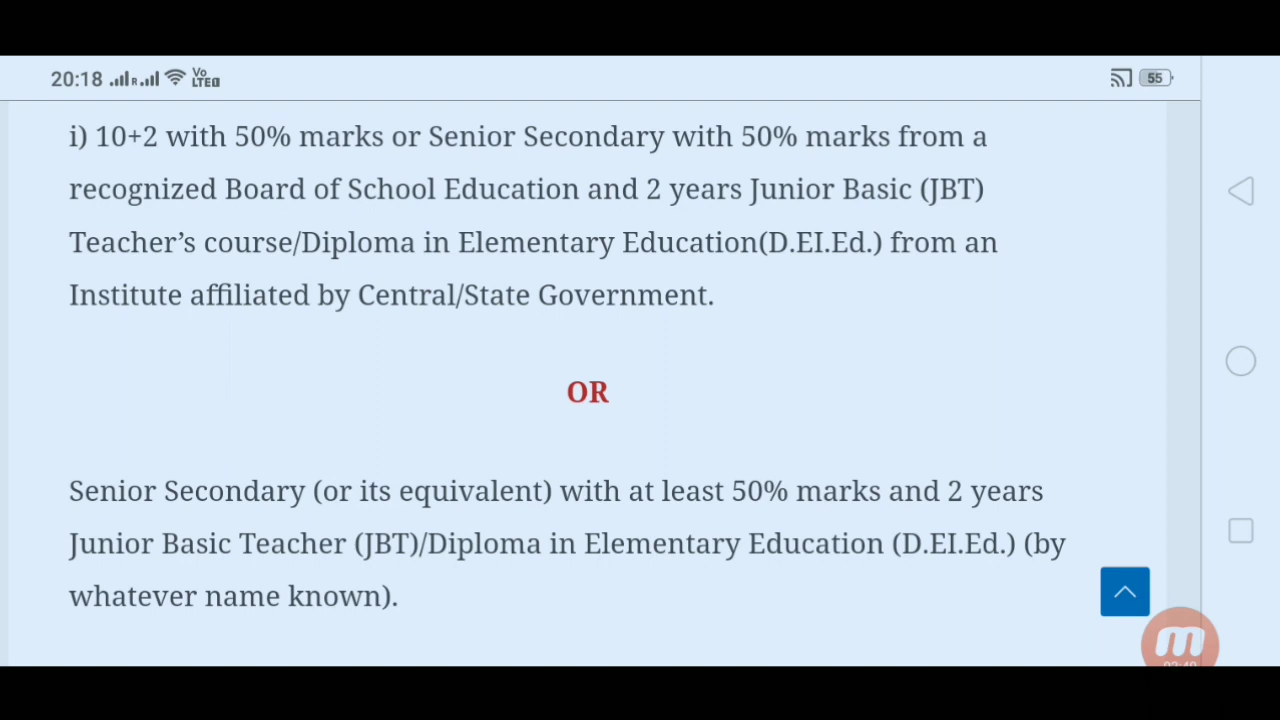 20:18 R Vo LTE 55
i) 10+2 with 50% marks or Senior Secondary with 50% marks from a
recognized Board of School Education and 2 years Junior Basic (JBT)
Teacher’s course/Diploma in Elementary Education(D.EI.Ed.) from an
Institute affiliated by Central/State Government.
OR
Senior Secondary (or its equivalent) with at least 50% marks and 2 years
Junior Basic Teacher (JBT)/Diploma in Elementary Education (D.EI.Ed.) (by
whatever name known).